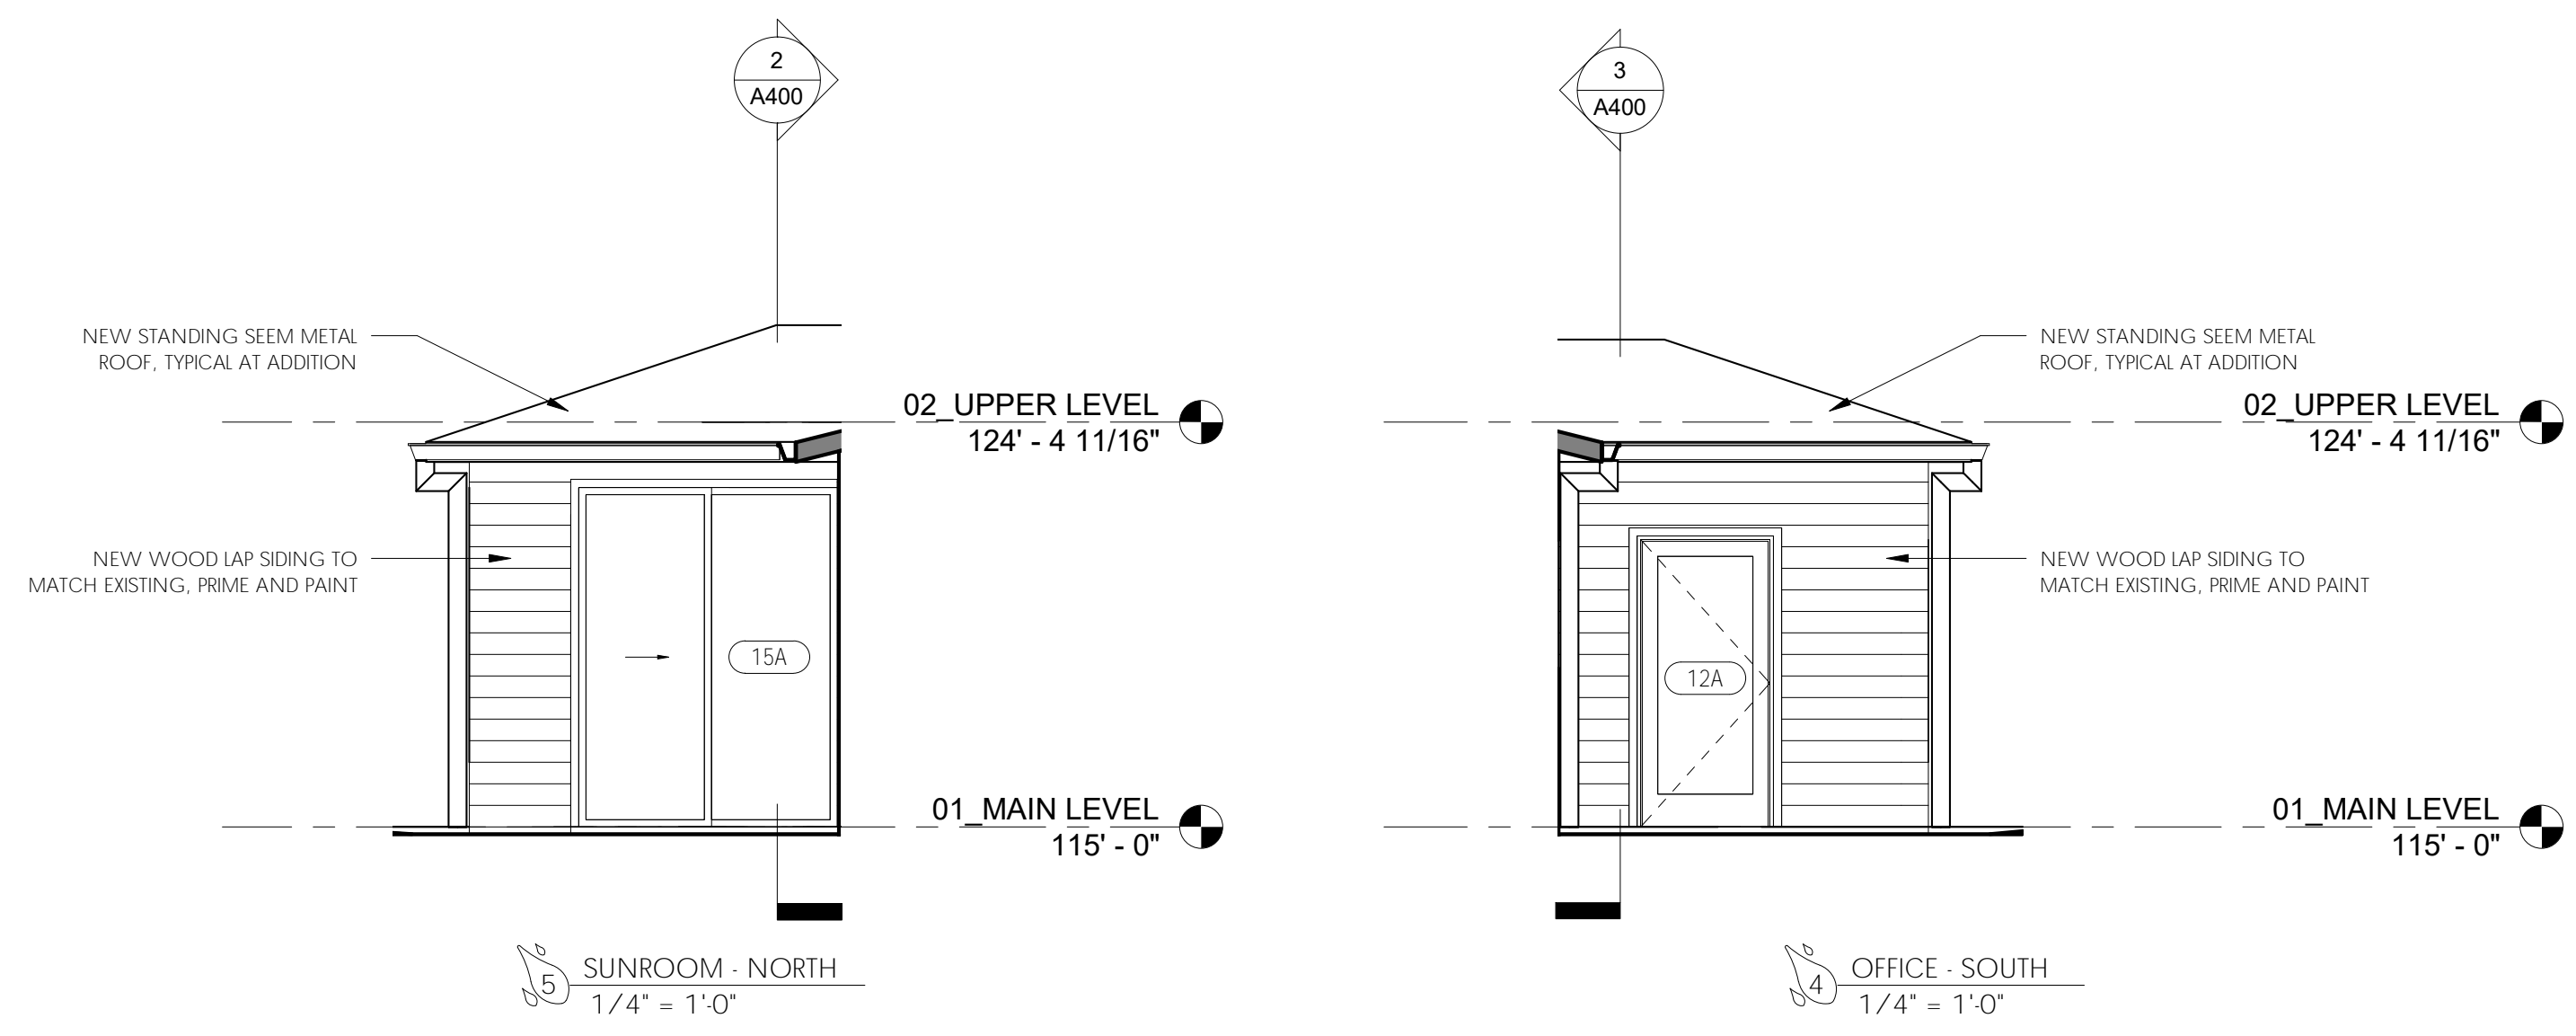 2
A400
NEW STANDING SEEM METAL
ROOF, TYPICAL AT ADDITION
02_UPPER LEVEL
124' - 4 11/16"
NEW WOOD LAP SIDING TO
MATCH EXISTING, PRIME AND PAINT
15A
01_MAIN LEVEL
115' - 0"
5
SUNROOM - NORTH
1/4" = 1'-0"
3
A400
NEW STANDING SEEM METAL
ROOF, TYPICAL AT ADDITION
02_UPPER LEVEL
124' - 4 11/16"
NEW WOOD LAP SIDING TO
MATCH EXISTING, PRIME AND PAINT
12A
01_MAIN LEVEL
115' - 0"
4
OFFICE - SOUTH
1/4" = 1'-0"